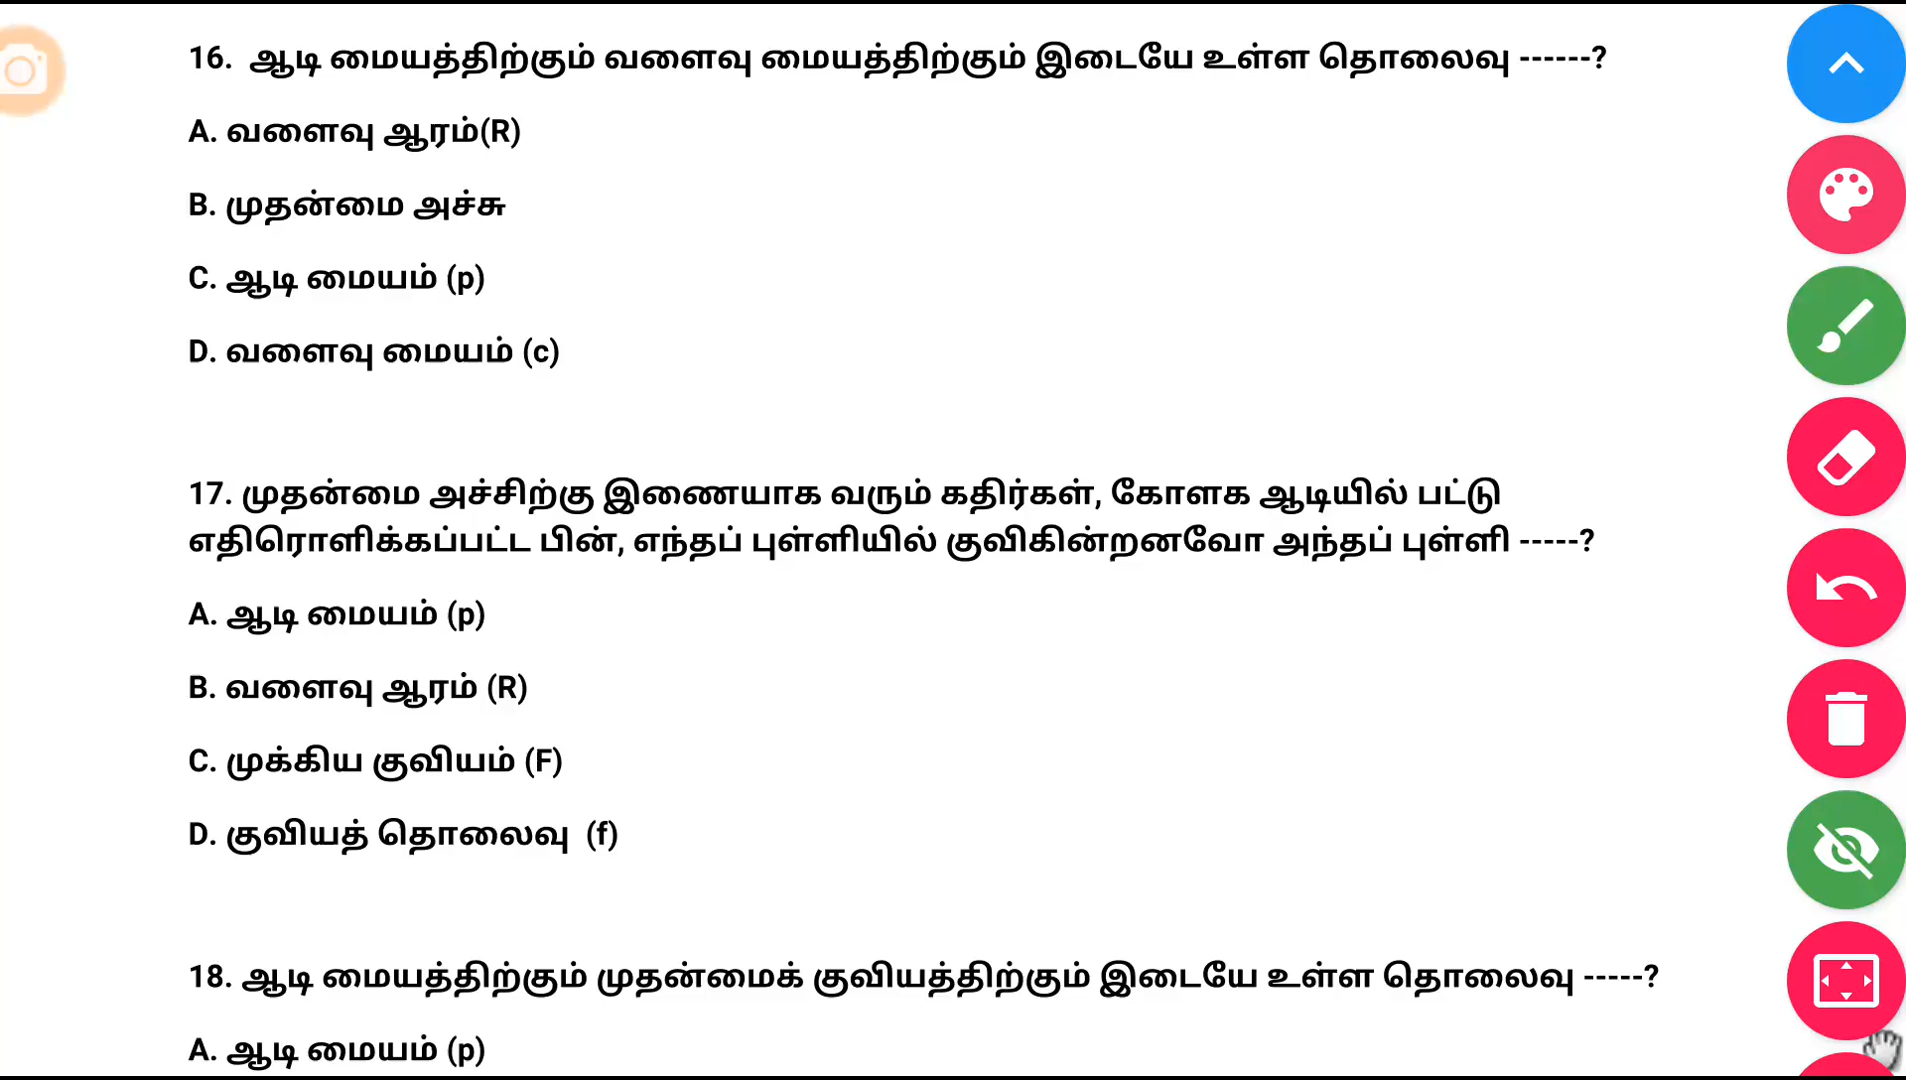 16. ஆடி மையத்திற்கும் வளைவு மையத்திற்கும் இடையே உள்ள தொலைவு ------?
A. வளைவு ஆரம்(R)
B. முதன்மை அச்சு
C. ஆடி மையம் (p)
D. வளைவு மையம் (c)
17. முதன்மை அச்சிற்கு இணையாக வரும் கதிர்கள், கோளக ஆடியில் பட்டு
எதிரொளிக்கப்பட்ட பின், எந்தப் புள்ளியில் குவிகின்றனவோ அந்தப் புள்ளி -----?
A. ஆடி மையம் (p)
B. வளைவு ஆரம் (R)
C. முக்கிய குவியம் (F)
D. குவியத் தொலைவு (f)
18. ஆடி மையத்திற்கும் முதன்மைக் குவியத்திற்கும் இடையே உள்ள தொலைவு -----?
A. ஆடி மையம் (p)